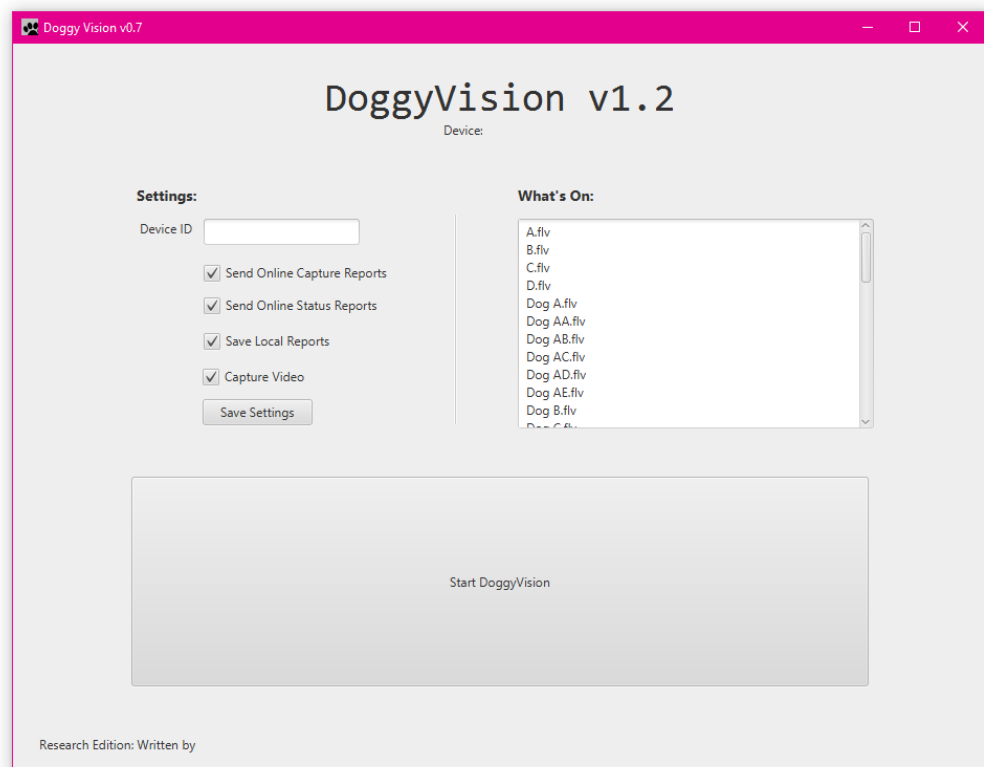 Doggy Vision v0.7
DoggyVision v1.2
Device:
Settings:
Device ID
Send Online Capture Reports
Send Online Status Reports
Save Local Reports
Capture Video
Save Settings
What's On:
A.flv
B.flv
C.flv
D.flv
Dog A.flv
Dog AA.flv
Dog AB.flv
Dog AC.flv
Dog AD.flv
Dog AE.flv
Dog B.flv
Dog C.flv
Start DoggyVision
Research Edition: Written by